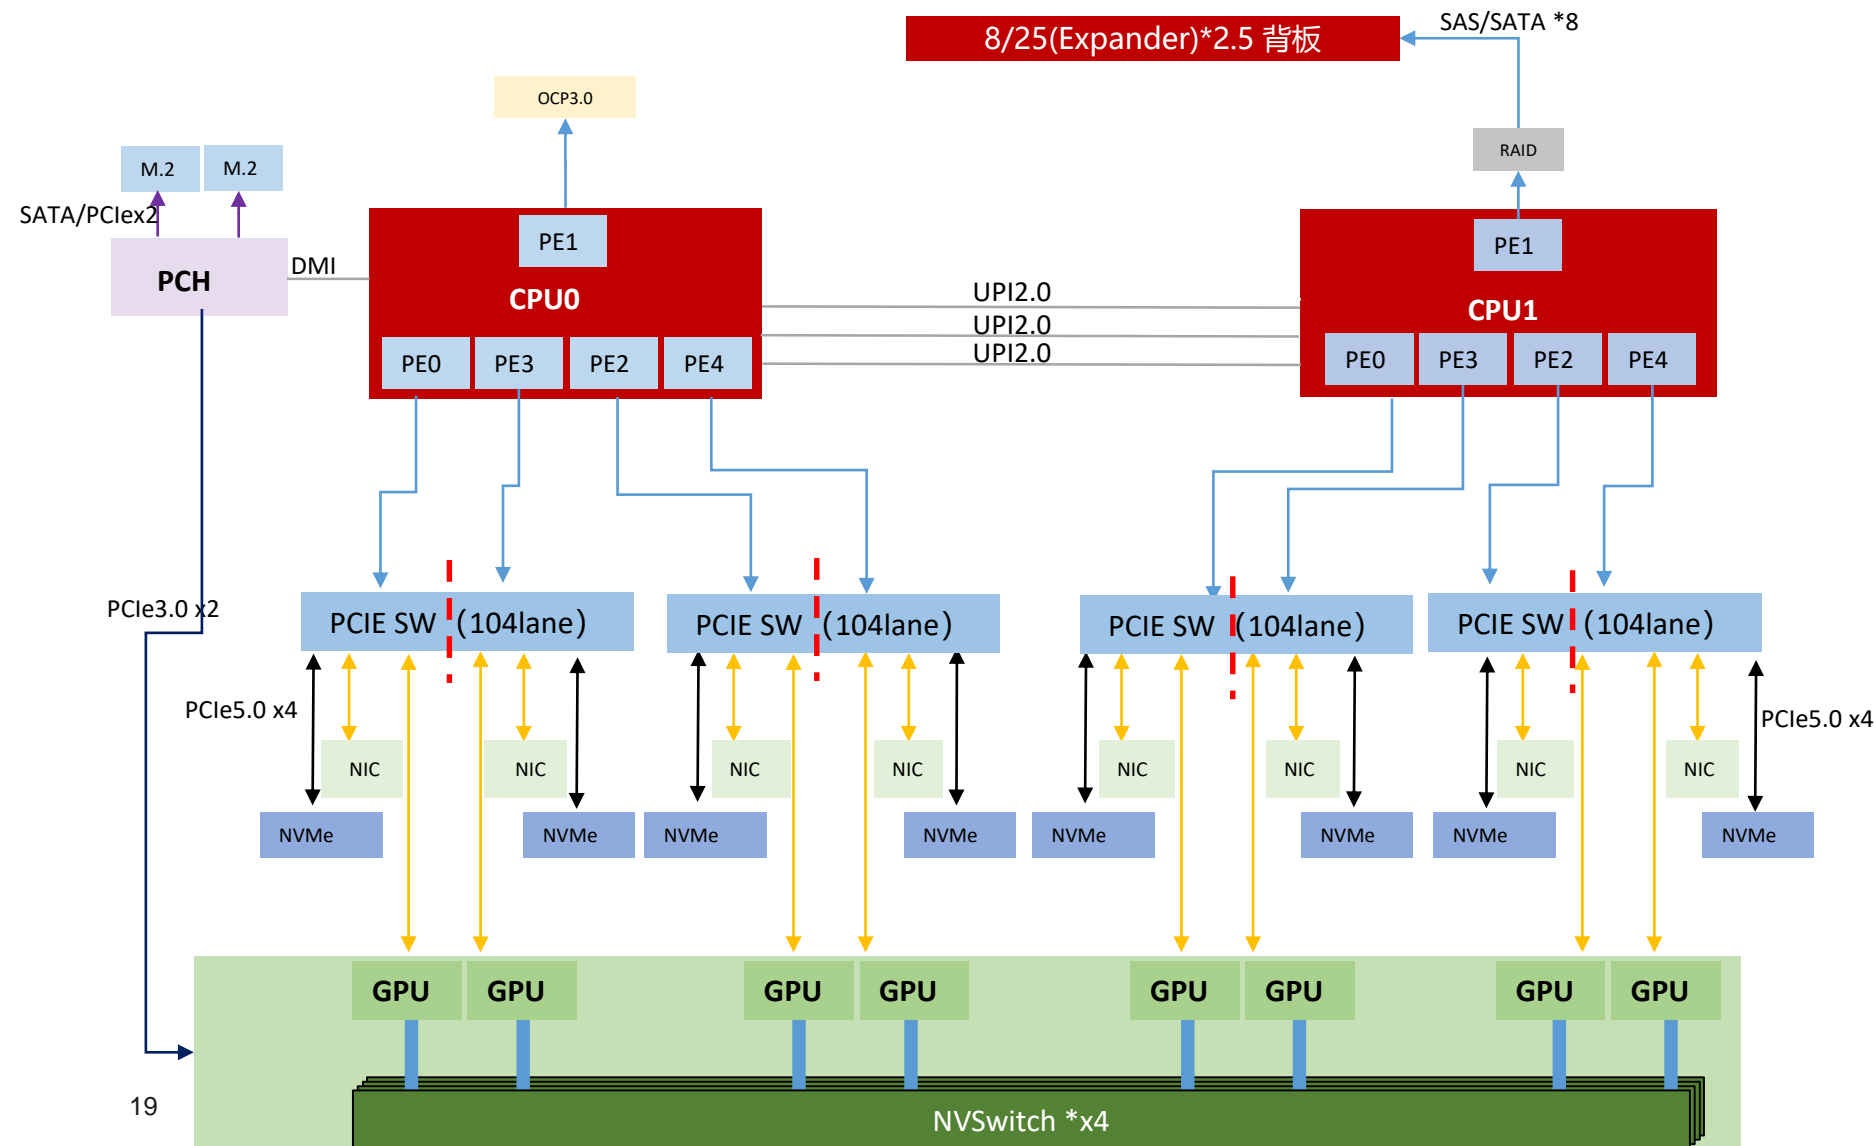 8/25(Expander)*2.5 背板
SAS/SATA *8
OCP3.0
RAID
M.2
M.2
SATA/PCIex2
PE1
PE1
PCH
DMI
CPU0
UPI2.0
UPI2.0
UPI2.0
CPU1
PE0
PE3
PE2
PE4
PE0
PE3
PE2
PE4
PCIe3.0 x2
PCIE SW（104lane）
PCIE SW（104lane）
PCIE SW（104lane）
PCIE SW（104lane）
PCIe5.0 x4
PCIe5.0 x4
NIC
NIC
NIC
NIC
NIC
NIC
NIC
NIC
NVMe
NVMe
NVMe
NVMe
NVMe
NVMe
NVMe
NVMe
GPU
GPU
GPU
GPU
GPU
GPU
GPU
GPU
19
NVSwitch *x4